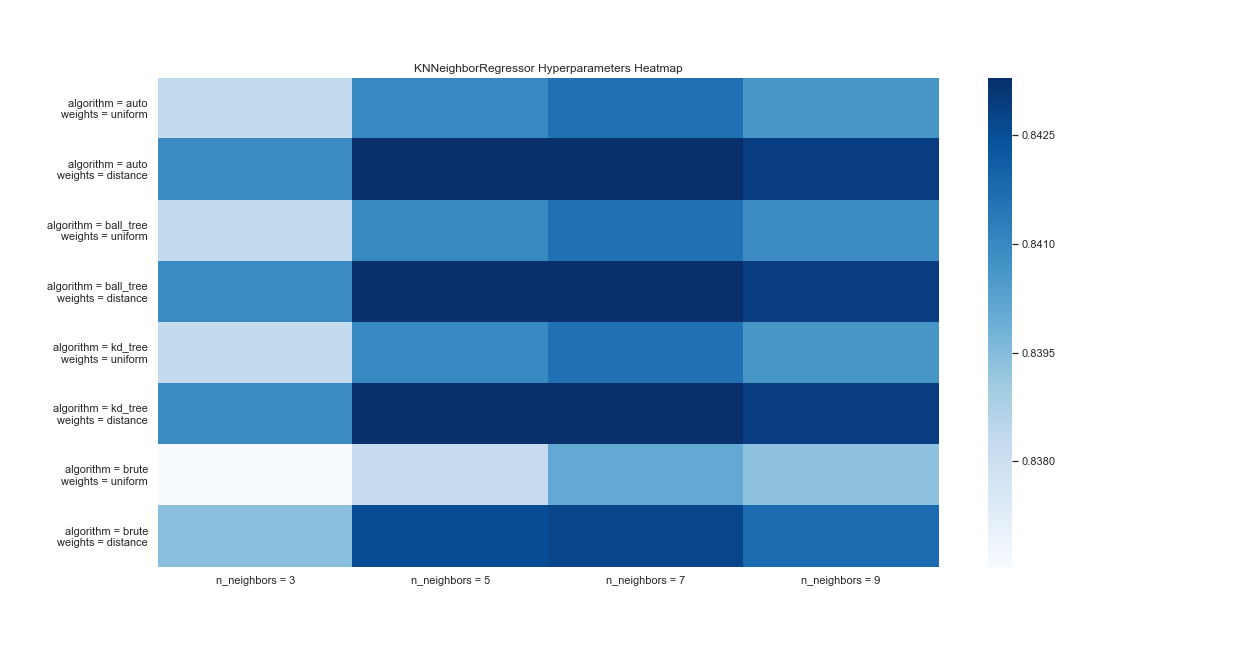 KNNeighborRegressor Hyperparameters Heatmap
algorithm = auto
weights = uniform
algorithm = auto
weights = distance
algorithm = ball_tree
weights = uniform
algorithm = ball_tree
weights = distance
algorithm = kd_tree
weights = uniform
algorithm = kd_tree
weights = distance
algorithm = brute
weights = uniform
algorithm = brute
weights = distance
n_neighbors = 3
n_neighbors = 5
n_neighbors = 7
n_neighbors = 9
0.8425
0.8410
0.8395
0.8380